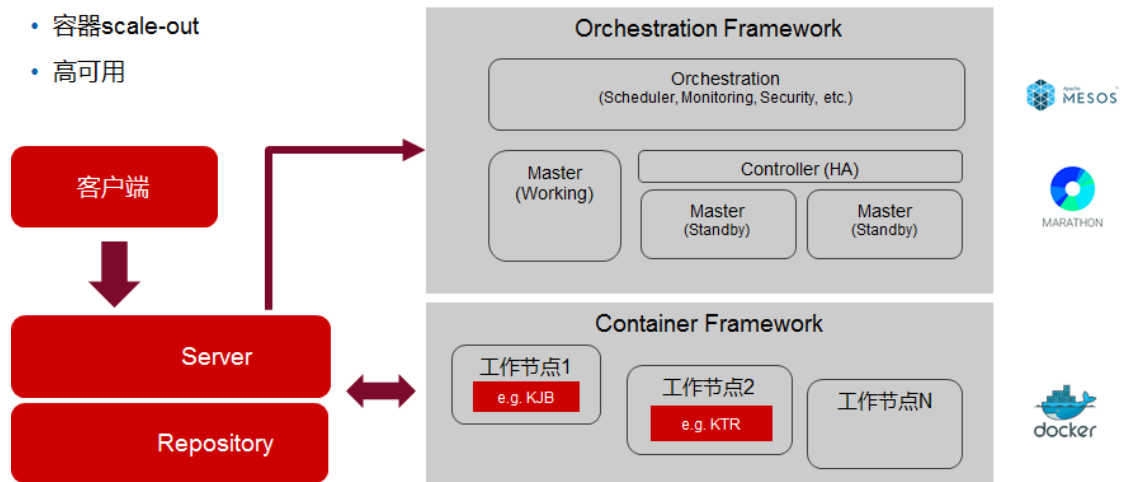 • 容器scale-out
• 高可用
客户端
Server
Repository
Orchestration Framework
Orchestration
(Scheduler, Monitoring, Security, etc.)
Master
(Working)
Controller (HA)
Master
(Standby)
Master
(Standby)
Container Framework
工作节点1
e.g. KJB
工作节点2
e.g. KTR
工作节点N
Apache
MESOS
MARATHON
docker